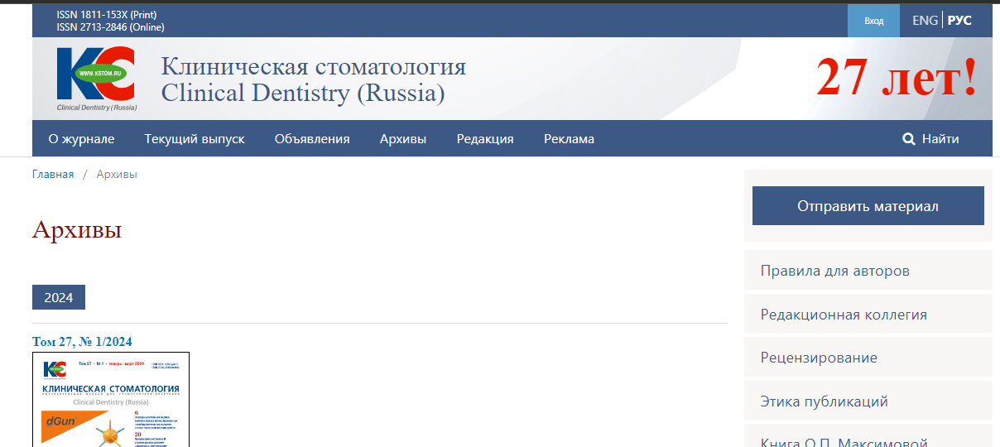 ISSN 1811-153X (Print)
ISSN 2713-2846 (Online)
Вход
ENG РУС
КС
WWW.KSTOM.RU
Clinical Dentistry (Russia)
Клиническая стоматология
Clinical Dentistry (Russia)
27 лет!
О журнале Текущий выпуск Объявления Архивы Редакция Реклама Найти
Главная / Архивы
Архивы
2024
Том 27, № 1/2024
КС
Том 27 • № 1 • январь—март 2024
КЛИНИЧЕСКАЯ СТОМАТОЛОГИЯ
Clinical Dentistry (Russia)
dGun
6
20
Отправить материал
Правила для авторов
Редакционная коллегия
Рецензирование
Этика публикаций
Книга О.П. Максимовой